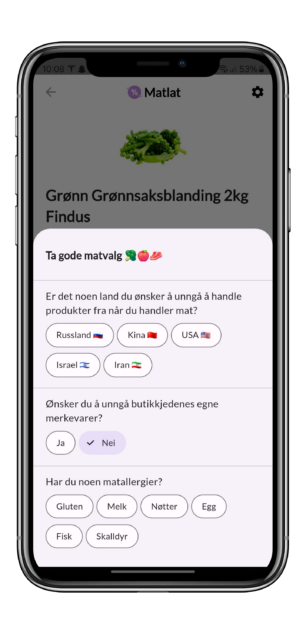 10:08
53%
Matlat
Grønn Grønnsaksblanding 2kg
Findus
Ta gode matvalg
Er det noen land du ønsker å unngå å handle
produkter fra når du handler mat?
Russland
Kina
USA
Israel
Iran
Ønsker du å unngå butikkjedenes egne
merkevarer?
Ja
Nei
Har du noen matallergier?
Gluten
Melk
Nøtter
Egg
Fisk
Skalldyr